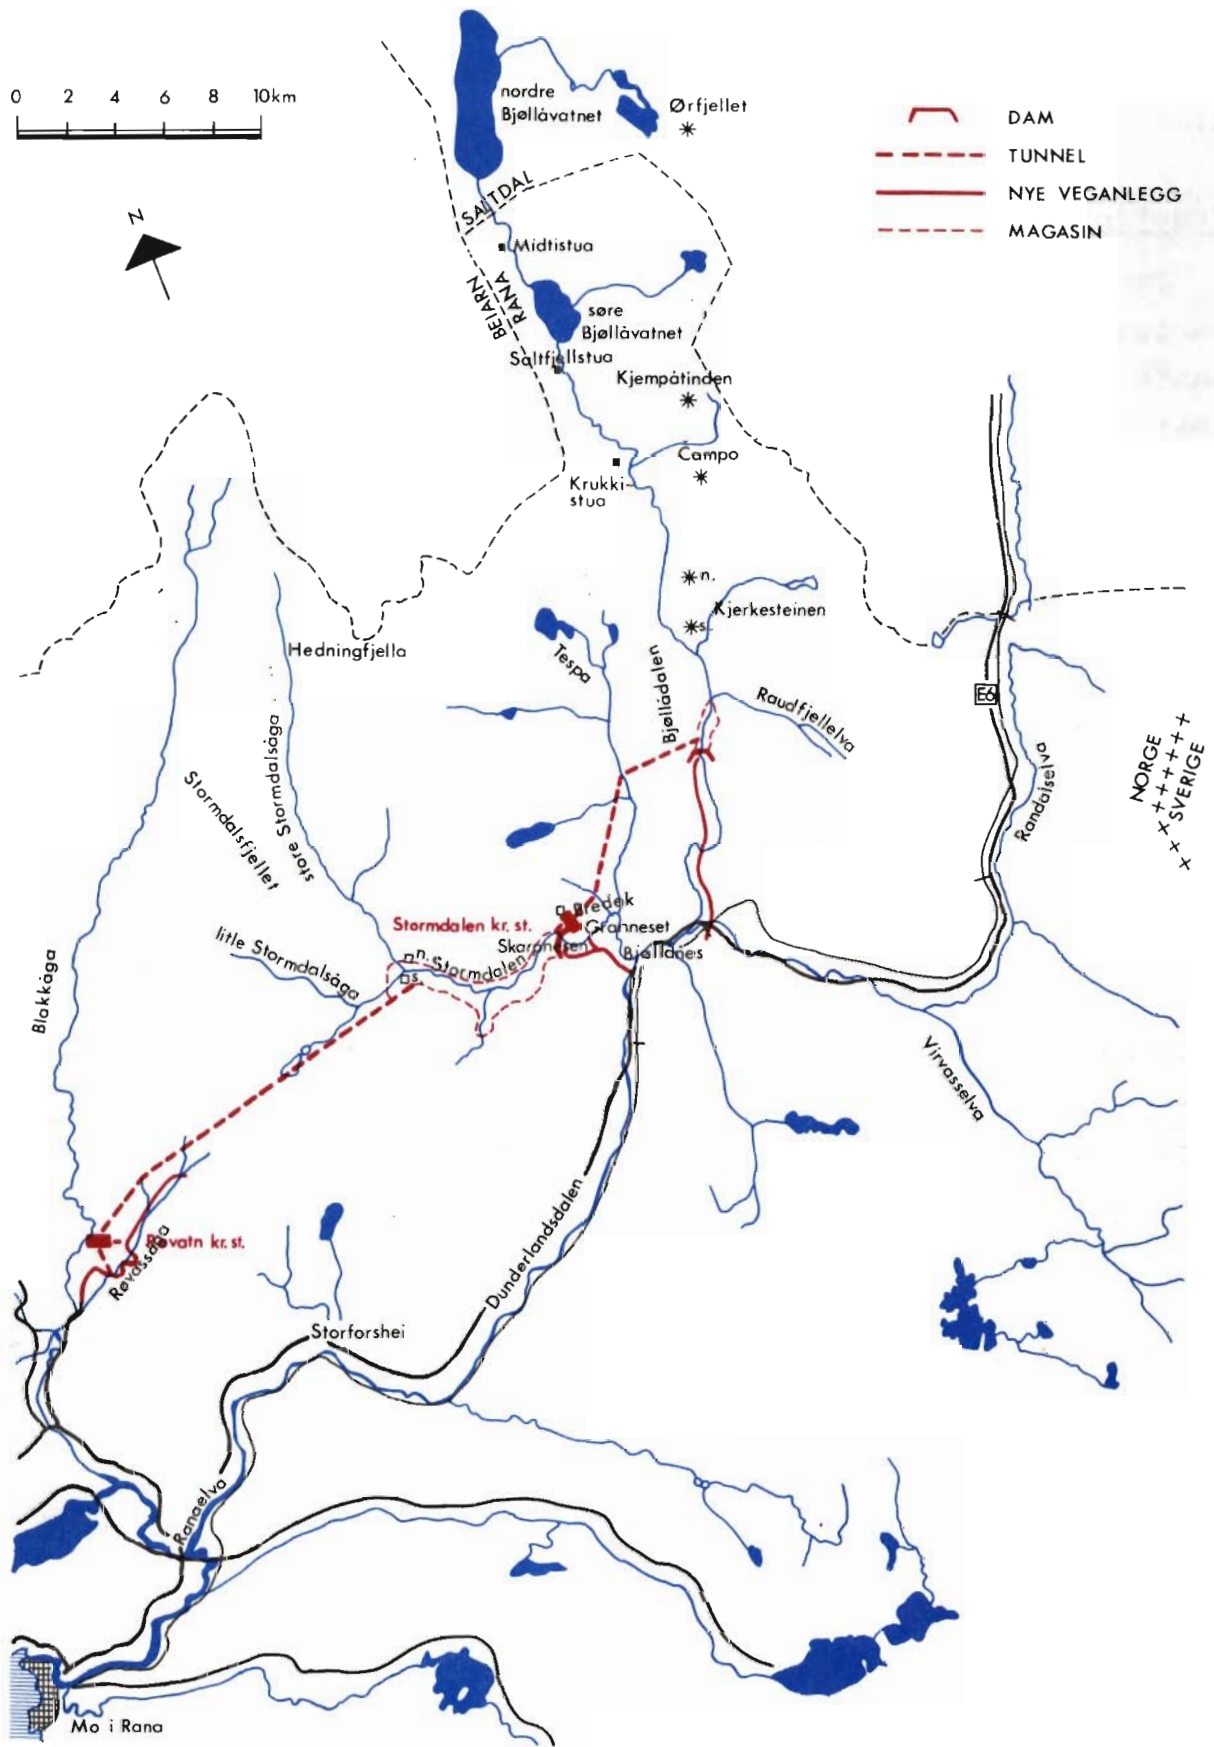 0 2 4 6 8 10km
N
nordre
Bjøllåvatnet
Ørfjellet
DAM
TUNNEL
NYE VEGANLEGG
MAGASIN
SALTDAL
Midtistua
BEIARN
RANA
søre
Bjøllåvatnet
Saltfjellstua
Kjempåtinden
Campo
Krukki-
stua
n.
Kjerkesteinen
s.
Hedningfjella
Tespa
Bjøllådalen
Raudfjellelva
E6
Randalselva
NORGE
SVERIGE
store Stormdalsåga
Stormdalsfjellet
Bredek
Stormdalen kr. st.
Granneset
Skarpnesen
Bjøllånes
n. Stormdalen
s.
litle Stormdalsåga
Blakkåga
Virvasselva
Røvatn kr. st.
Røvassåga
Dunderlandsdalen
Storforshei
Ranaelva
Mo i Rana